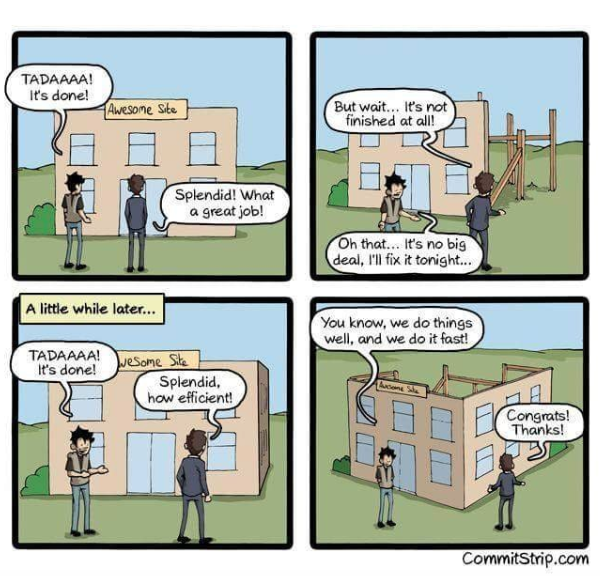 TADAAAA!
It's done!
Awesome Site
Splendid! What
a great job!
But wait... It's not
finished at all!
Oh that... It's no big
deal, I'll fix it tonight...
A little while later...
TADAAAA!
It's done!
wesome Site
Splendid,
how efficient!
You know, we do things
well, and we do it fast!
Awesome Site
Congrats!
Thanks!
CommitStrip.com